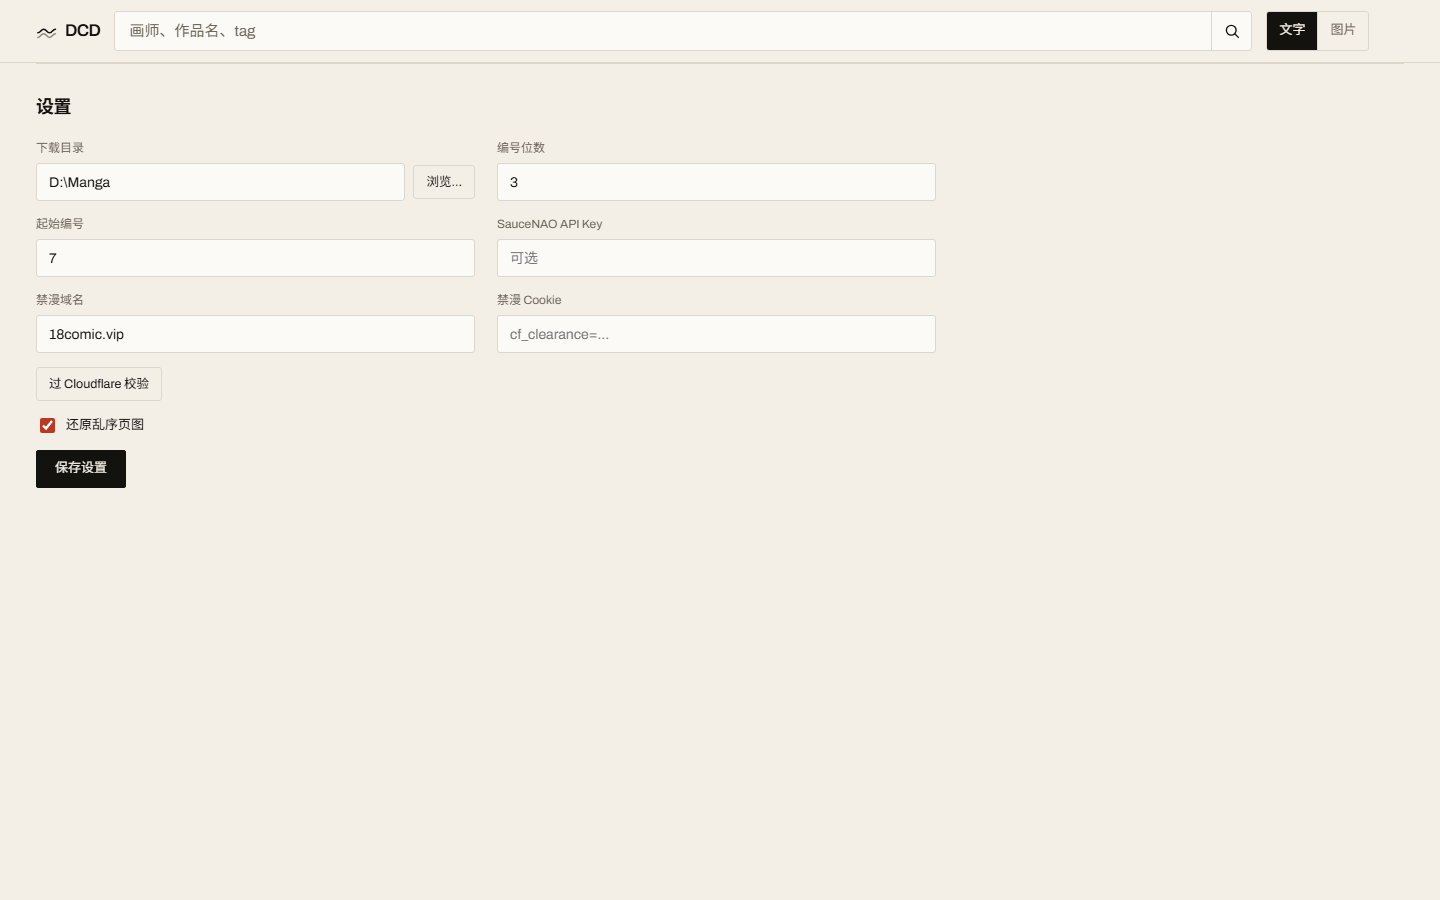 DCD
画师、作品名、tag
文字
图片
设置
下载目录
编号位数
D:\Manga
浏览...
3
起始编号
SauceNAO API Key
7
可选
禁漫域名
禁漫 Cookie
18comic.vip
cf_clearance=...
过 Cloudflare 校验
还原乱序页图
保存设置